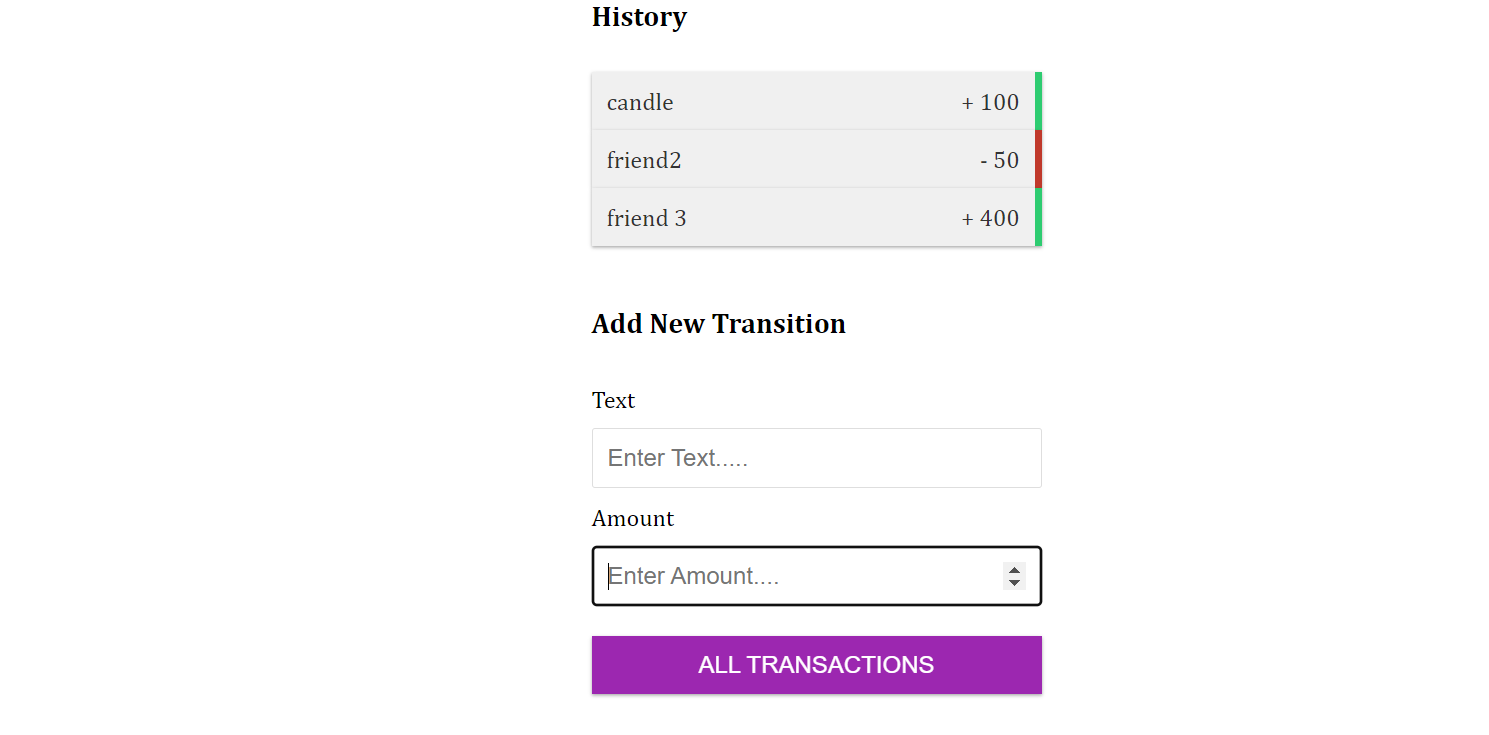 History
candle + 100
friend2 - 50
friend 3 + 400
Add New Transition
Text
Enter Text.....
Amount
Enter Amount....
ALL TRANSACTIONS